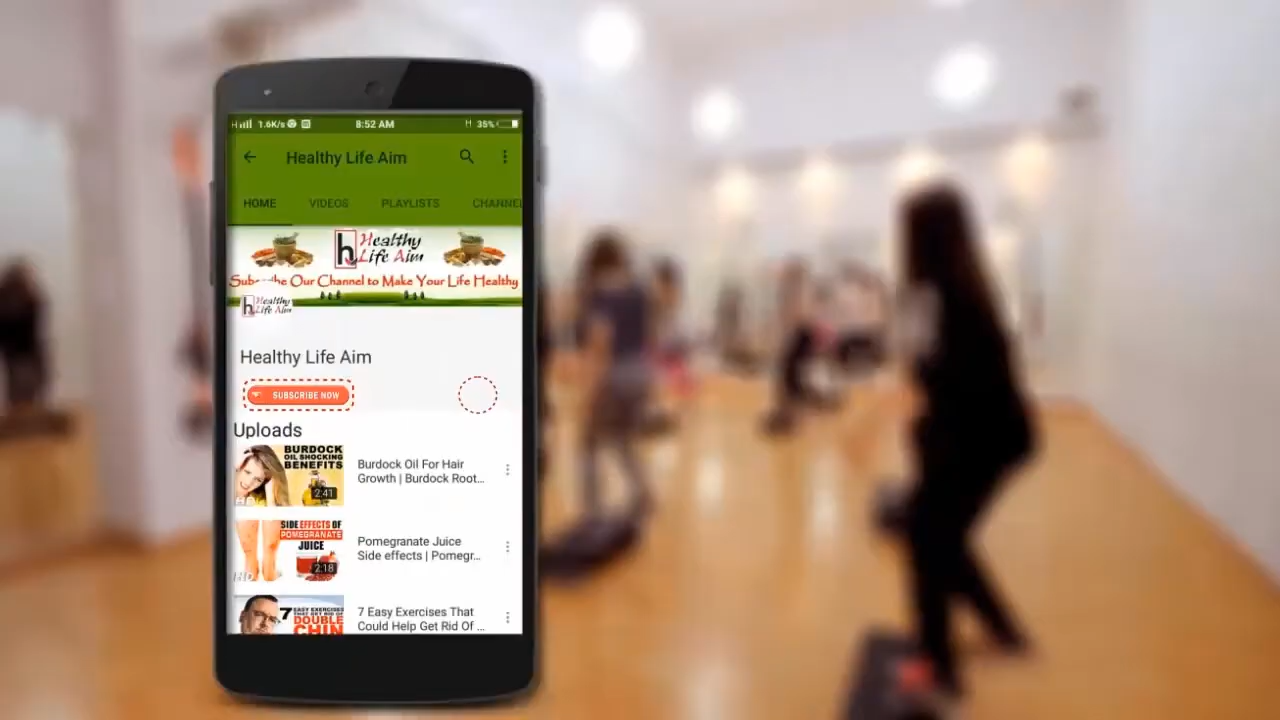 H 1.6K/s 8:52 AM H 35%
Healthy Life Aim
HOME VIDEOS PLAYLISTS CHANNEL
h Healthy
Life Aim
Subscribe Our Channel to Make Your Life Healthy
h Healthy
Life Aim
Healthy Life Aim
SUBSCRIBE NOW
Uploads
BURDOCK
OIL SHOCKING
BENEFITS
2:41
Burdock Oil For Hair
Growth | Burdock Root...
SIDE EFFECTS OF
POMEGRANATE
JUICE
2:18
Pomegranate Juice
Side effects | Pomegr...
7 EASY EXERCISES
THAT GET RID OF
DOUBLE
CHIN
7 Easy Exercises That
Could Help Get Rid Of ...